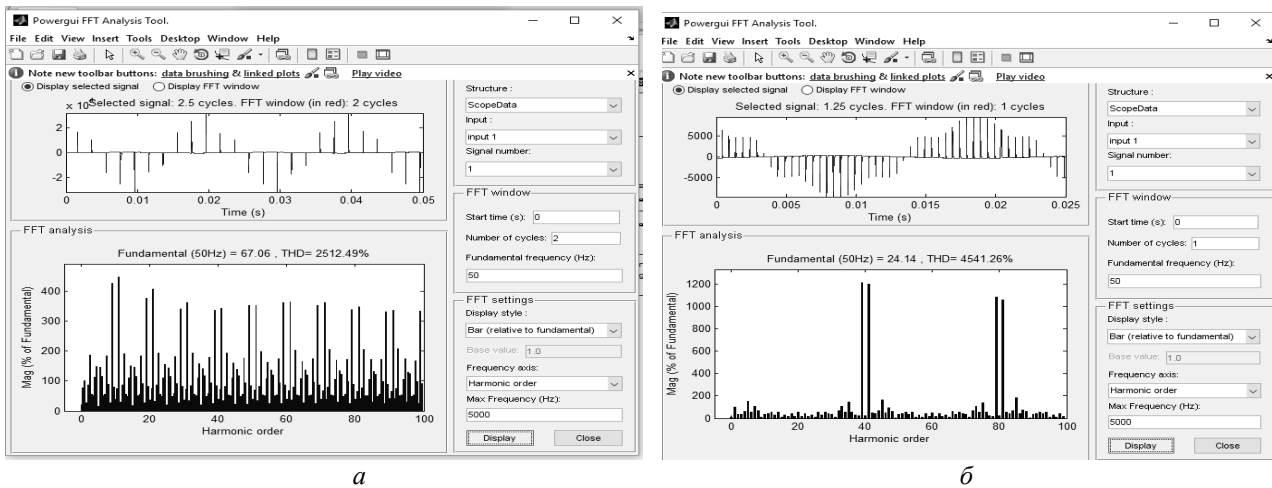 Powergui FFT Analysis Tool.
File Edit View Insert Tools Desktop Window Help
Note new toolbar buttons: data brushing & linked plots Play video
Display selected signal Display FFT window
Selected signal: 2.5 cycles. FFT window (in red): 2 cycles
2
0
-2
0 0.01 0.02 0.03 0.04 0.05
Time (s)
FFT analysis
Fundamental (50Hz) = 67.06 , THD= 2512.49%
Mag (% of Fundamental)
400
300
200
100
0
0 20 40 60 80 100
Harmonic order
Structure :
ScopeData
Input :
input 1
Signal number:
1
FFT window
Start time (s): 0
Number of cycles: 2
Fundamental frequency (Hz):
50
FFT settings
Display style :
Bar (relative to fundamental)
Base value: 1.0
Frequency axis:
Harmonic order
Max Frequency (Hz):
5000
Display Close
а
Powergui FFT Analysis Tool.
File Edit View Insert Tools Desktop Window Help
Note new toolbar buttons: data brushing & linked plots Play video
Display selected signal Display FFT window
Selected signal: 1.25 cycles. FFT window (in red): 1 cycles
5000
0
-5000
0 0.005 0.01 0.015 0.02 0.025
Time (s)
FFT analysis
Fundamental (50Hz) = 24.14 , THD= 4541.26%
Mag (% of Fundamental)
1200
1000
800
600
400
200
0
0 20 40 60 80 100
Harmonic order
Structure :
ScopeData
Input :
input 1
Signal number:
1
FFT window
Start time (s): 0
Number of cycles: 1
Fundamental frequency (Hz):
50
FFT settings
Display style :
Bar (relative to fundamental)
Base value: 1.0
Frequency axis:
Harmonic order
Max Frequency (Hz):
5000
Display Close
б